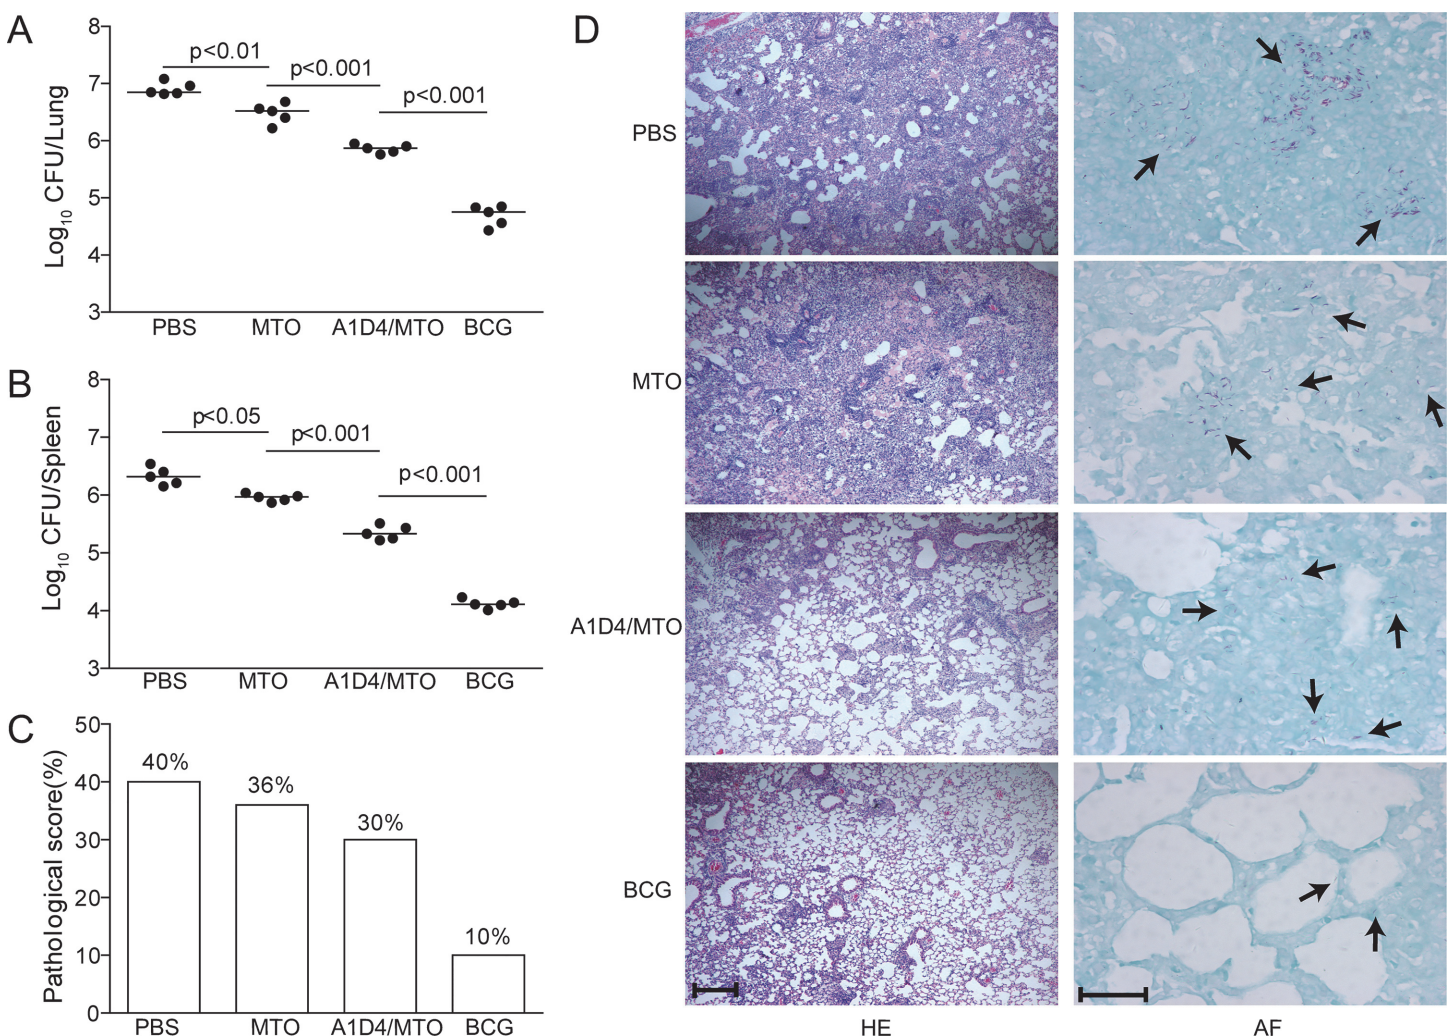 A
8
7
6
5
4
3
Log10 CFU/Lung
p<0.01
p<0.001
p<0.001
PBS MTO A1D4/MTO BCG
B
8
7
6
5
4
3
Log10 CFU/Spleen
p<0.05
p<0.001
p<0.001
PBS MTO A1D4/MTO BCG
C
50
40
30
20
10
0
Pathological score(%)
40%
36%
30%
10%
PBS MTO A1D4/MTO BCG
D
PBS
MTO
A1D4/MTO
BCG
HE AF